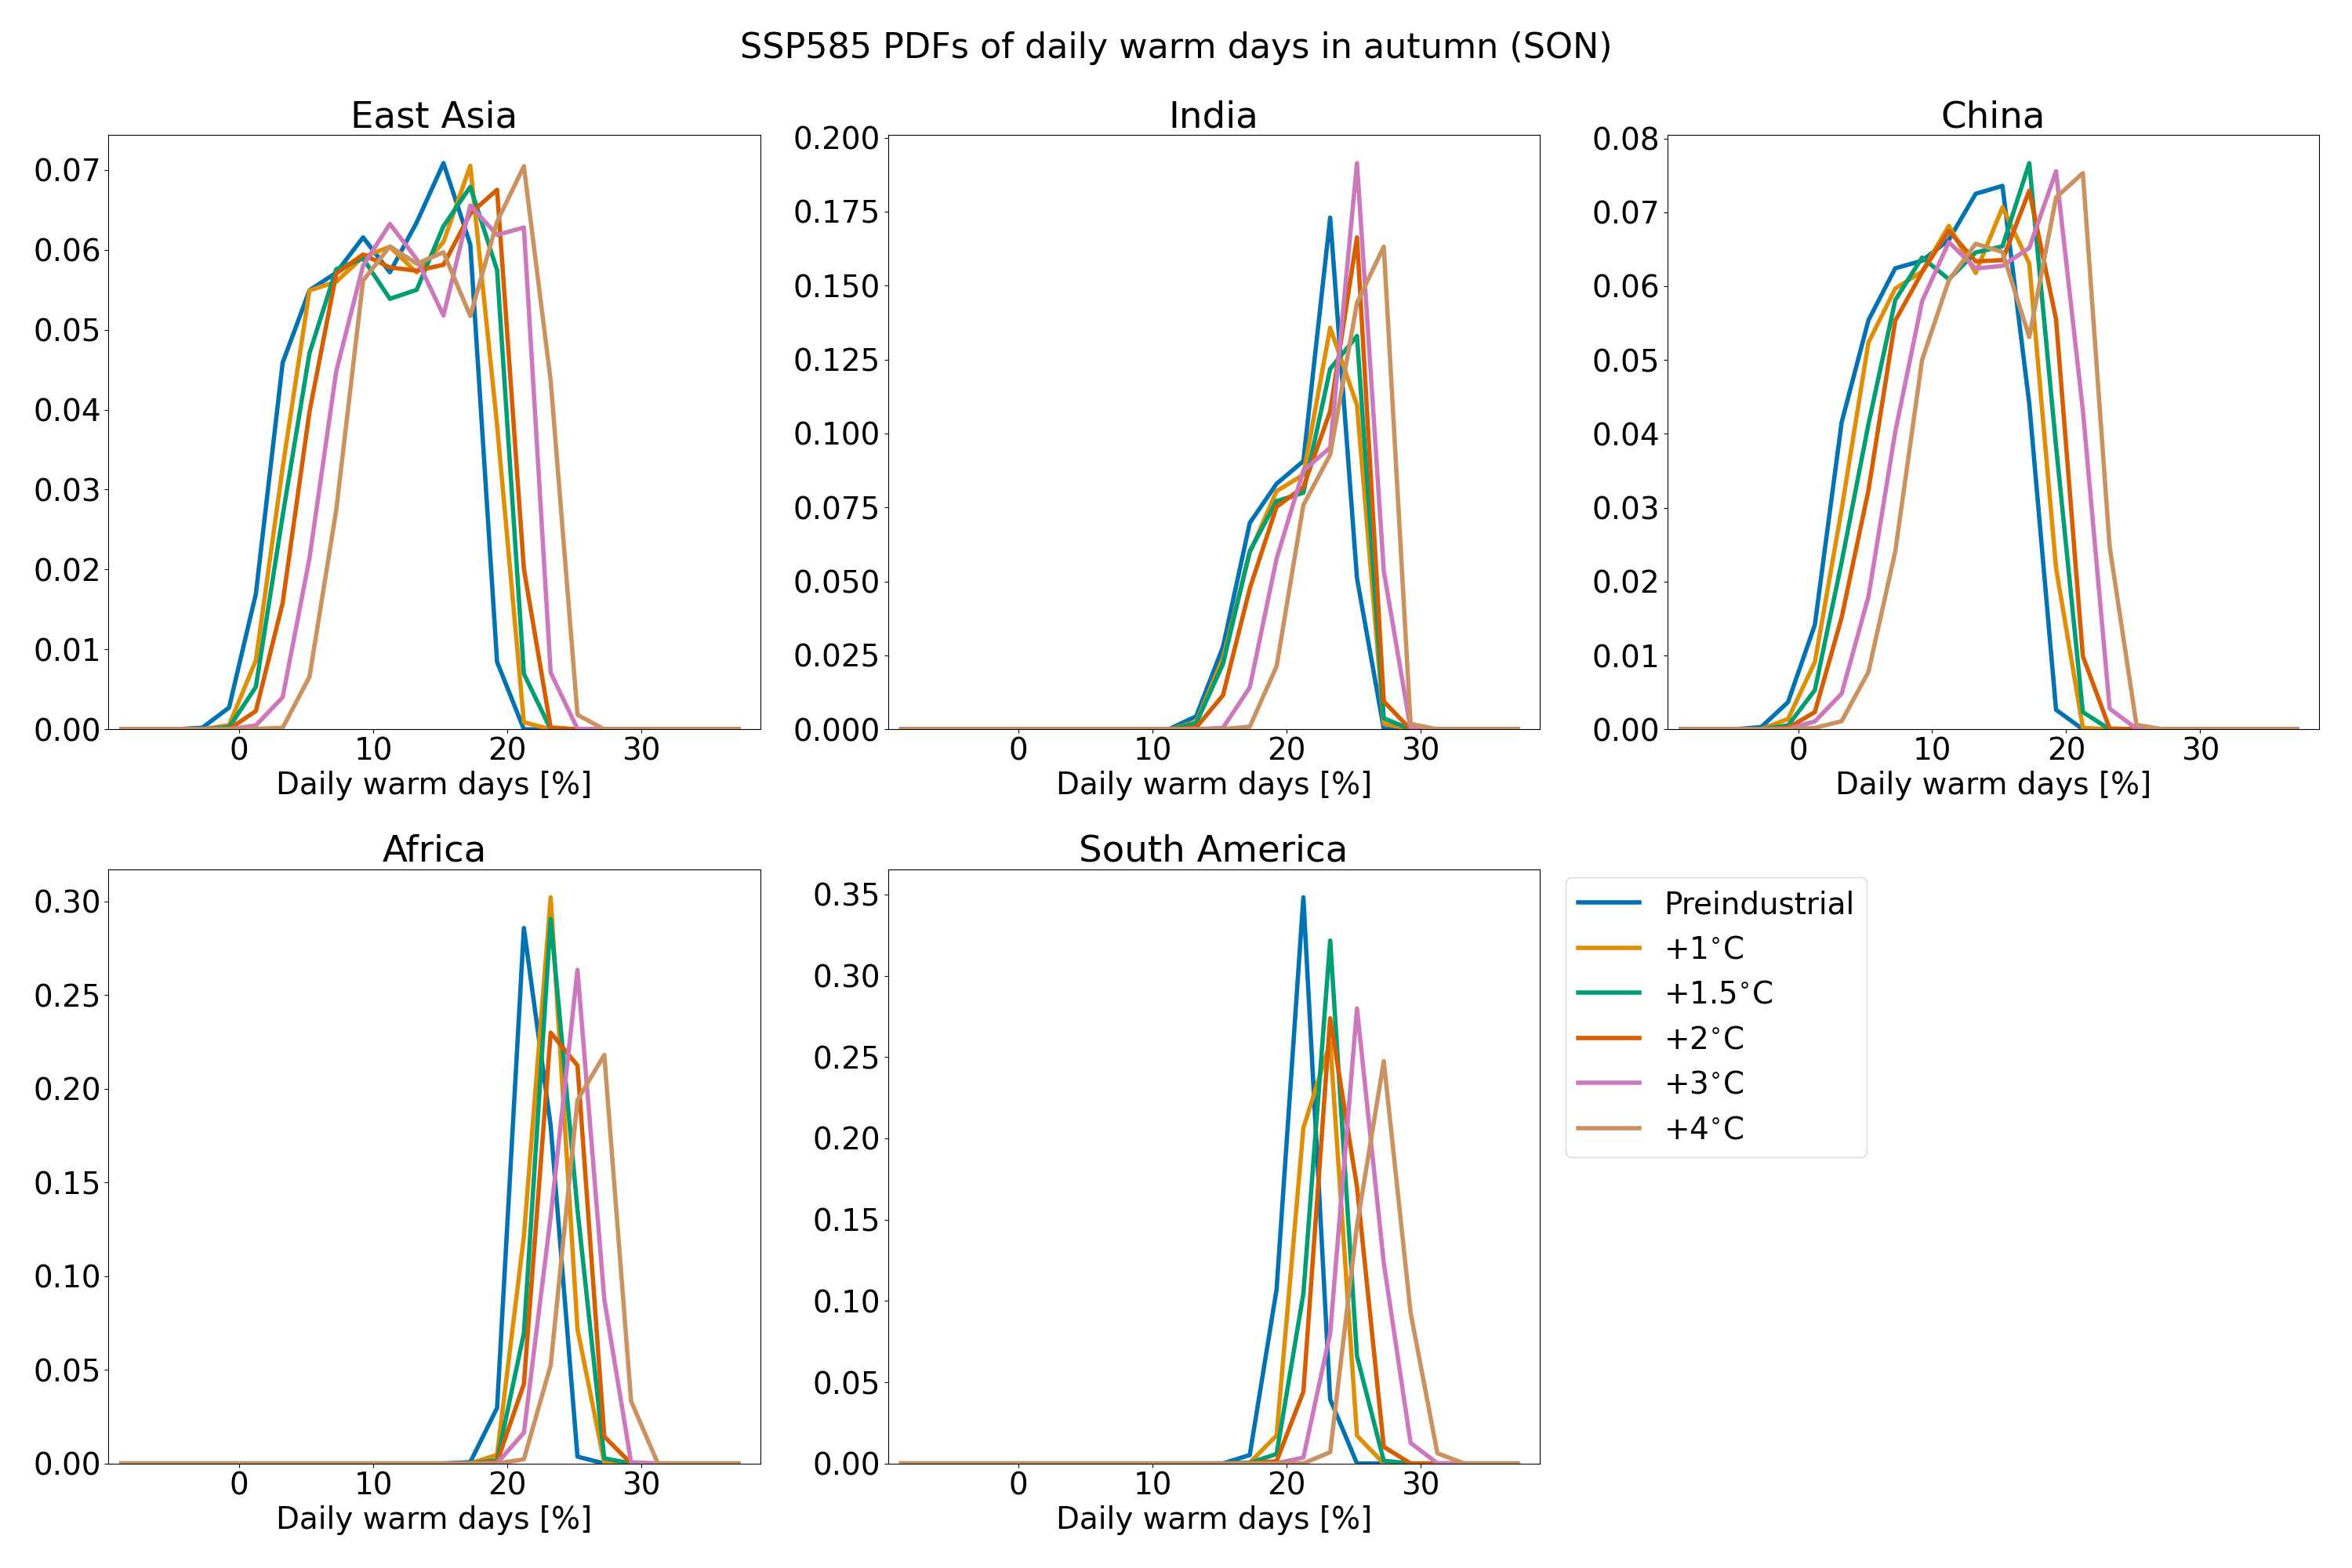 SSP585 PDFs of daily warm days in autumn (SON)
East Asia
0.07
0.06
0.05
0.04
0.03
0.02
0.01
0.00
0 10 20 30
Daily warm days [%]
India
0.200
0.175
0.150
0.125
0.100
0.075
0.050
0.025
0.000
0 10 20 30
Daily warm days [%]
China
0.08
0.07
0.06
0.05
0.04
0.03
0.02
0.01
0.00
0 10 20 30
Daily warm days [%]
Africa
0.30
0.25
0.20
0.15
0.10
0.05
0.00
0 10 20 30
Daily warm days [%]
South America
0.35
0.30
0.25
0.20
0.15
0.10
0.05
0.00
0 10 20 30
Daily warm days [%]
Preindustrial
+1°C
+1.5°C
+2°C
+3°C
+4°C